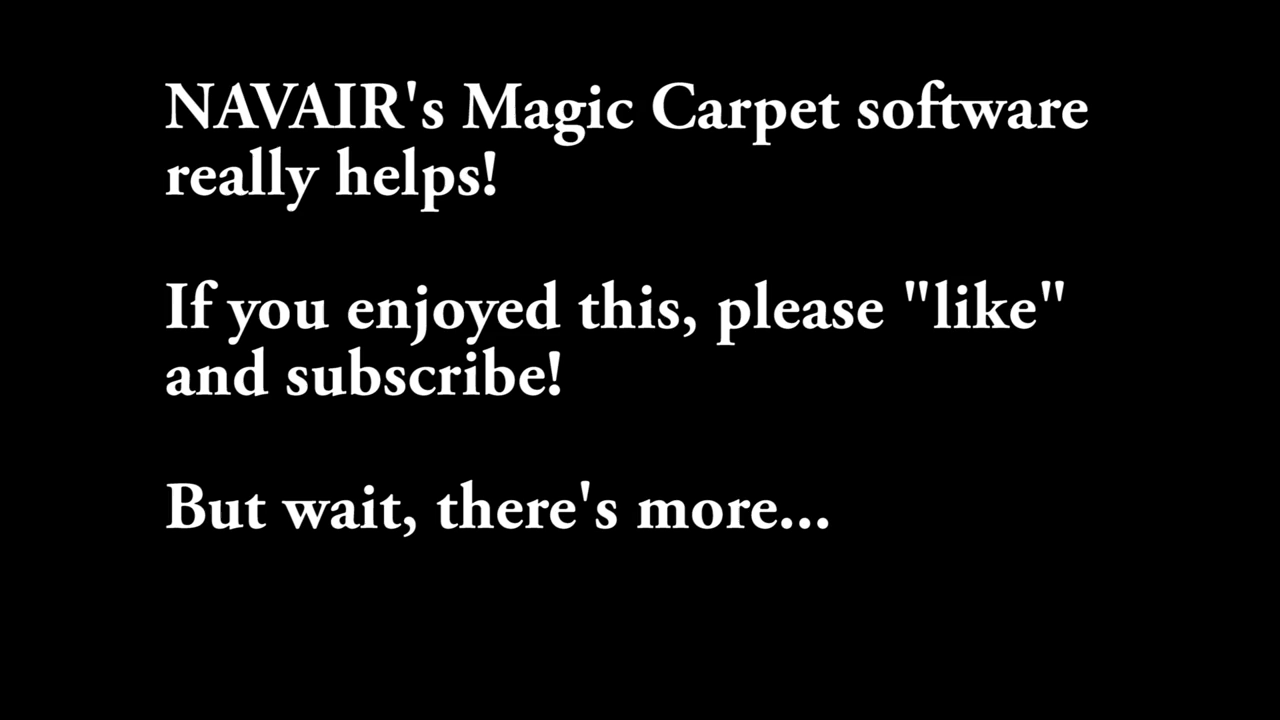 NAVAIR's Magic Carpet software
really helps!
If you enjoyed this, please "like"
and subscribe!
But wait, there's more...